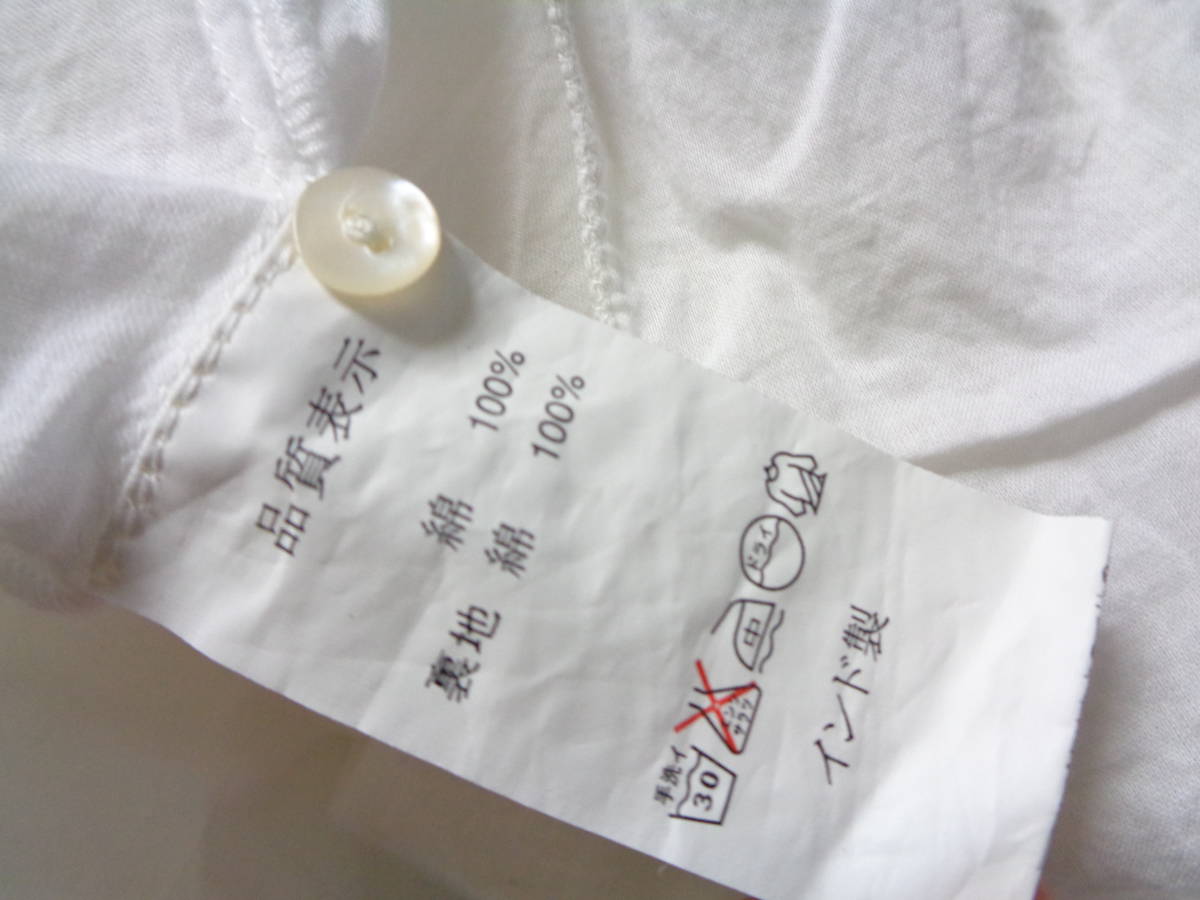 品質表示
綿 100%
裏地 綿 100%
手洗イ 30 エンソサラシ 中 ドライ
インド製